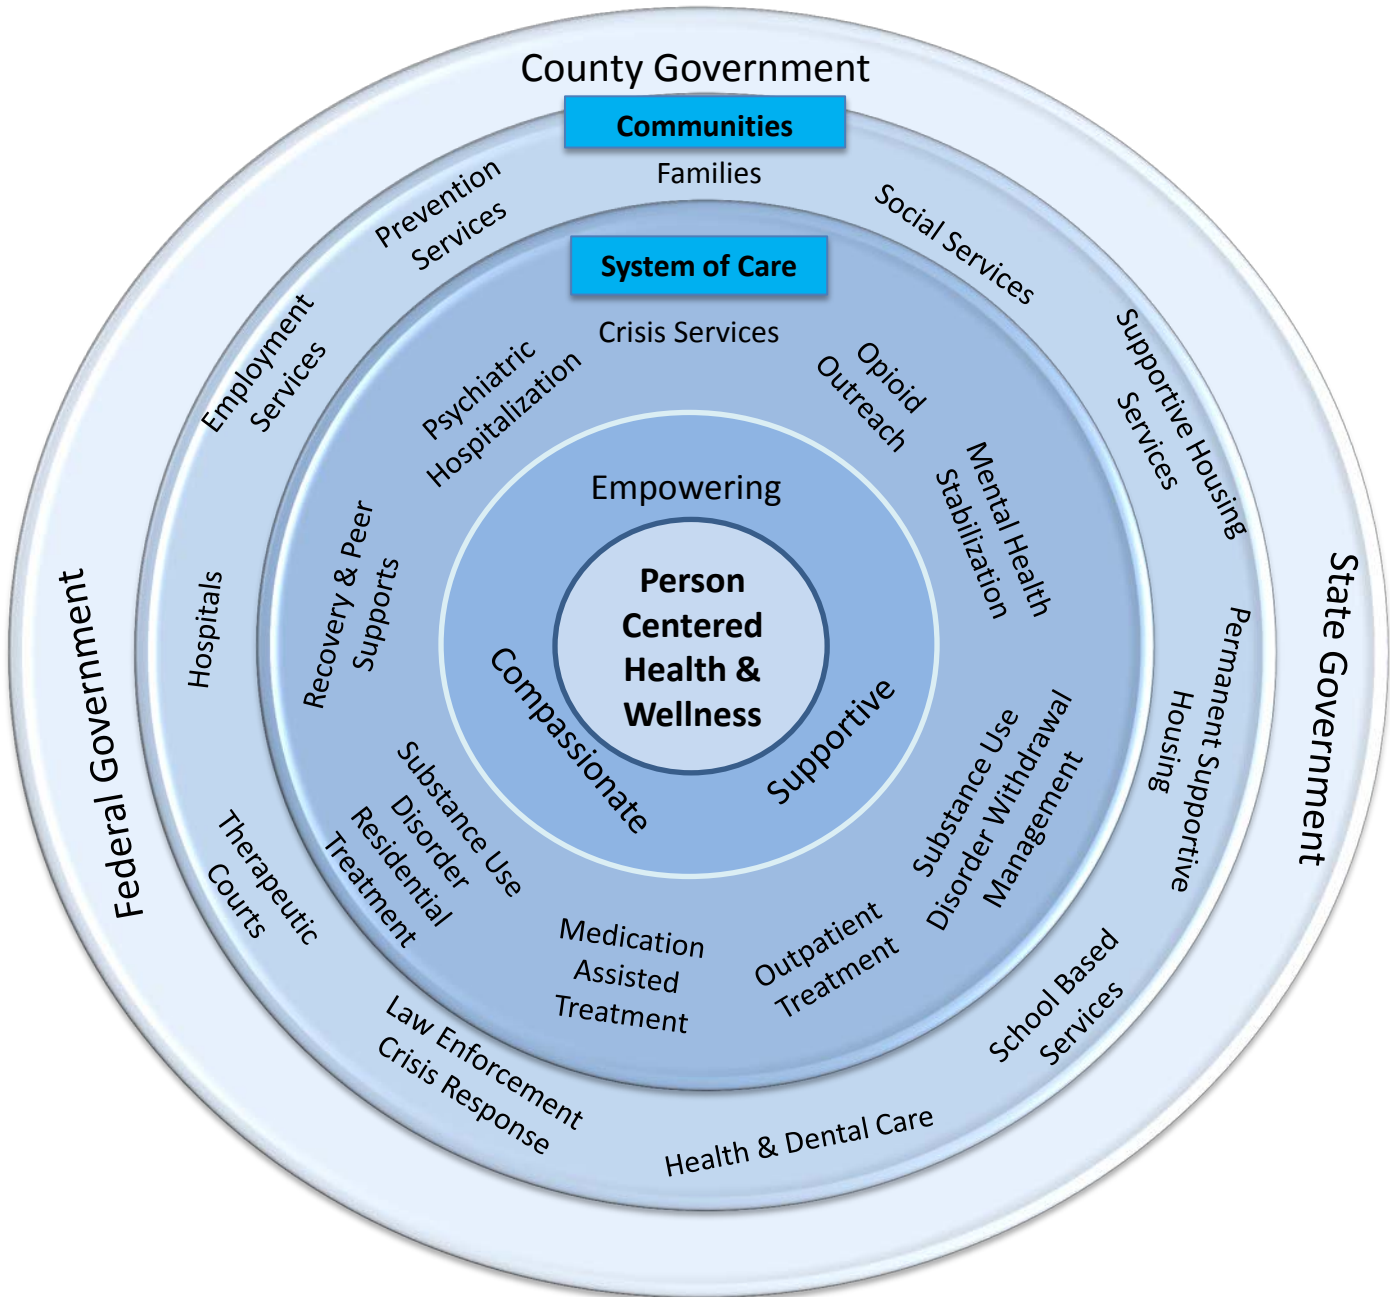 County Government
Communities
Families
Prevention
Services
Social Services
Employment
Services
Supportive Housing
Services
Hospitals
Permanent Supportive
Housing
Therapeutic
Courts
School Based
Services
Law Enforcement
Crisis Response
Health & Dental Care
Federal Government
State Government
System of Care
Crisis Services
Psychiatric
Hospitalization
Opioid
Outreach
Mental Health
Stabilization
Recovery & Peer
Supports
Substance Use
Disorder Withdrawal
Management
Substance Use
Disorder
Residential
Treatment
Medication
Assisted
Treatment
Outpatient
Treatment
Empowering
Compassionate
Supportive
Person
Centered
Health &
Wellness